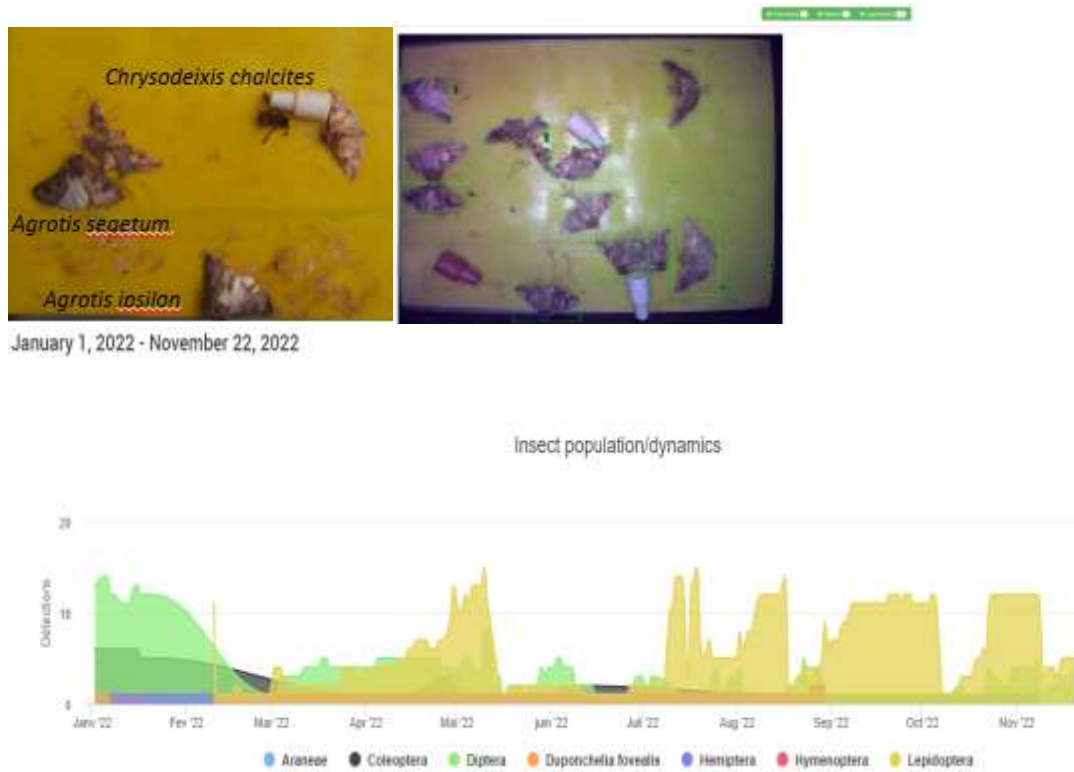 Chrysodeixis chalcites
Agrotis segetum
Agrotis ipsilon
January 1, 2022 - November 22, 2022
Insect population/dynamics
Détections
20
10
0
Janv '22 Fev '22 Mar '22 Apr '22 Mai '22 jum '22 Jul '22 Aug '22 Sep '22 Oct '22 Nov '22
Araneae Coleoptera Diptera Duponchelia fovealis Hemiptera Hymenoptera Lepidoptera